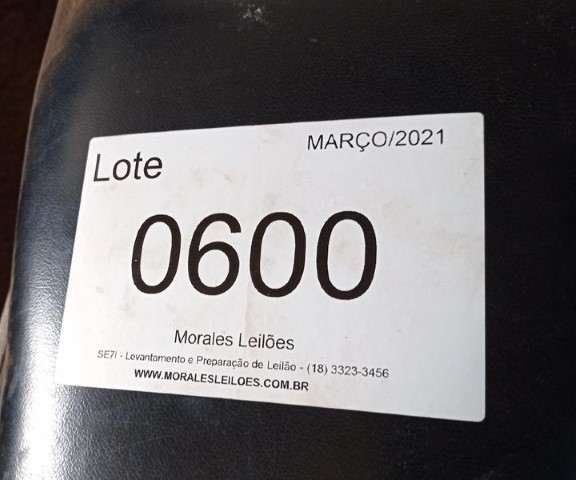 MARÇO/2021
Lote
0600
Morales Leilões
SE7I - Levantamento e Preparação de Leilão - (18) 3323-3456
WWW.MORALESLEILOES.COM.BR